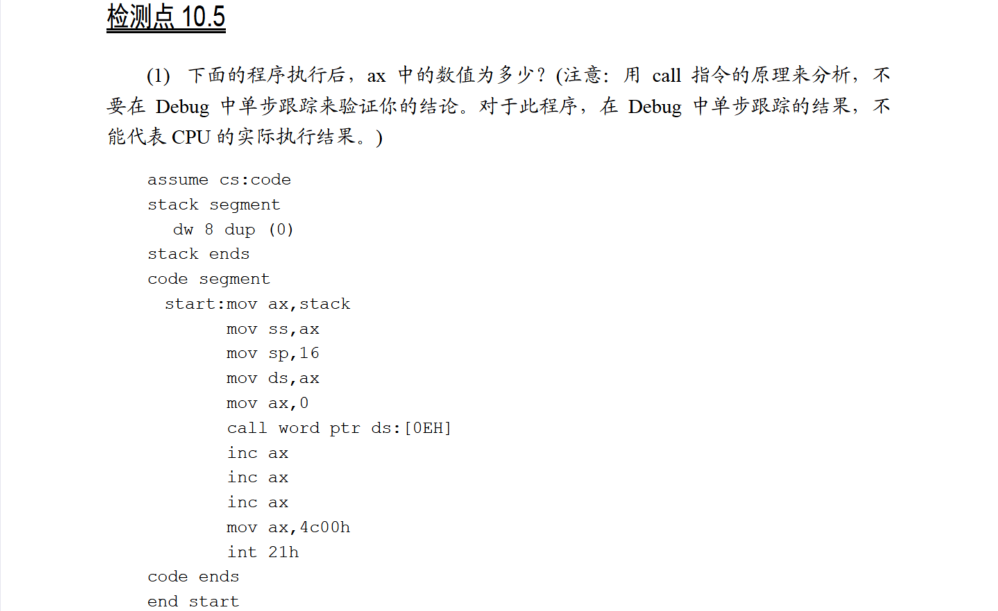 检测点 10.5
(1) 下面的程序执行后，ax 中的数值为多少？(注意：用 call 指令的原理来分析，不
要在 Debug 中单步跟踪来验证你的结论。对于此程序，在 Debug 中单步跟踪的结果，不
能代表 CPU 的实际执行结果。)
assume cs:code
stack segment
dw 8 dup (0)
stack ends
code segment
start:mov ax,stack
mov ss,ax
mov sp,16
mov ds,ax
mov ax,0
call word ptr ds:[0EH]
inc ax
inc ax
inc ax
mov ax,4c00h
int 21h
code ends
end start